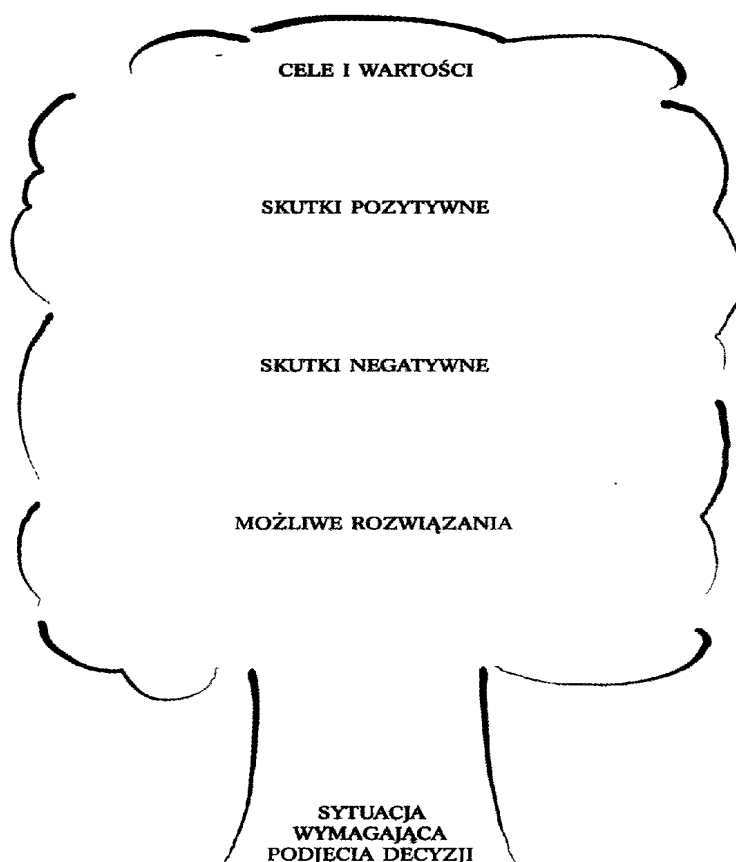 CELE I WARTOŚCI
SKUTKI POZYTYWNE
SKUTKI NEGATYWNE
MOŻLIWE ROZWIĄZANIA
SYTUACJA
WYMAGAJĄCA
PODJĘCIA DECYZJI